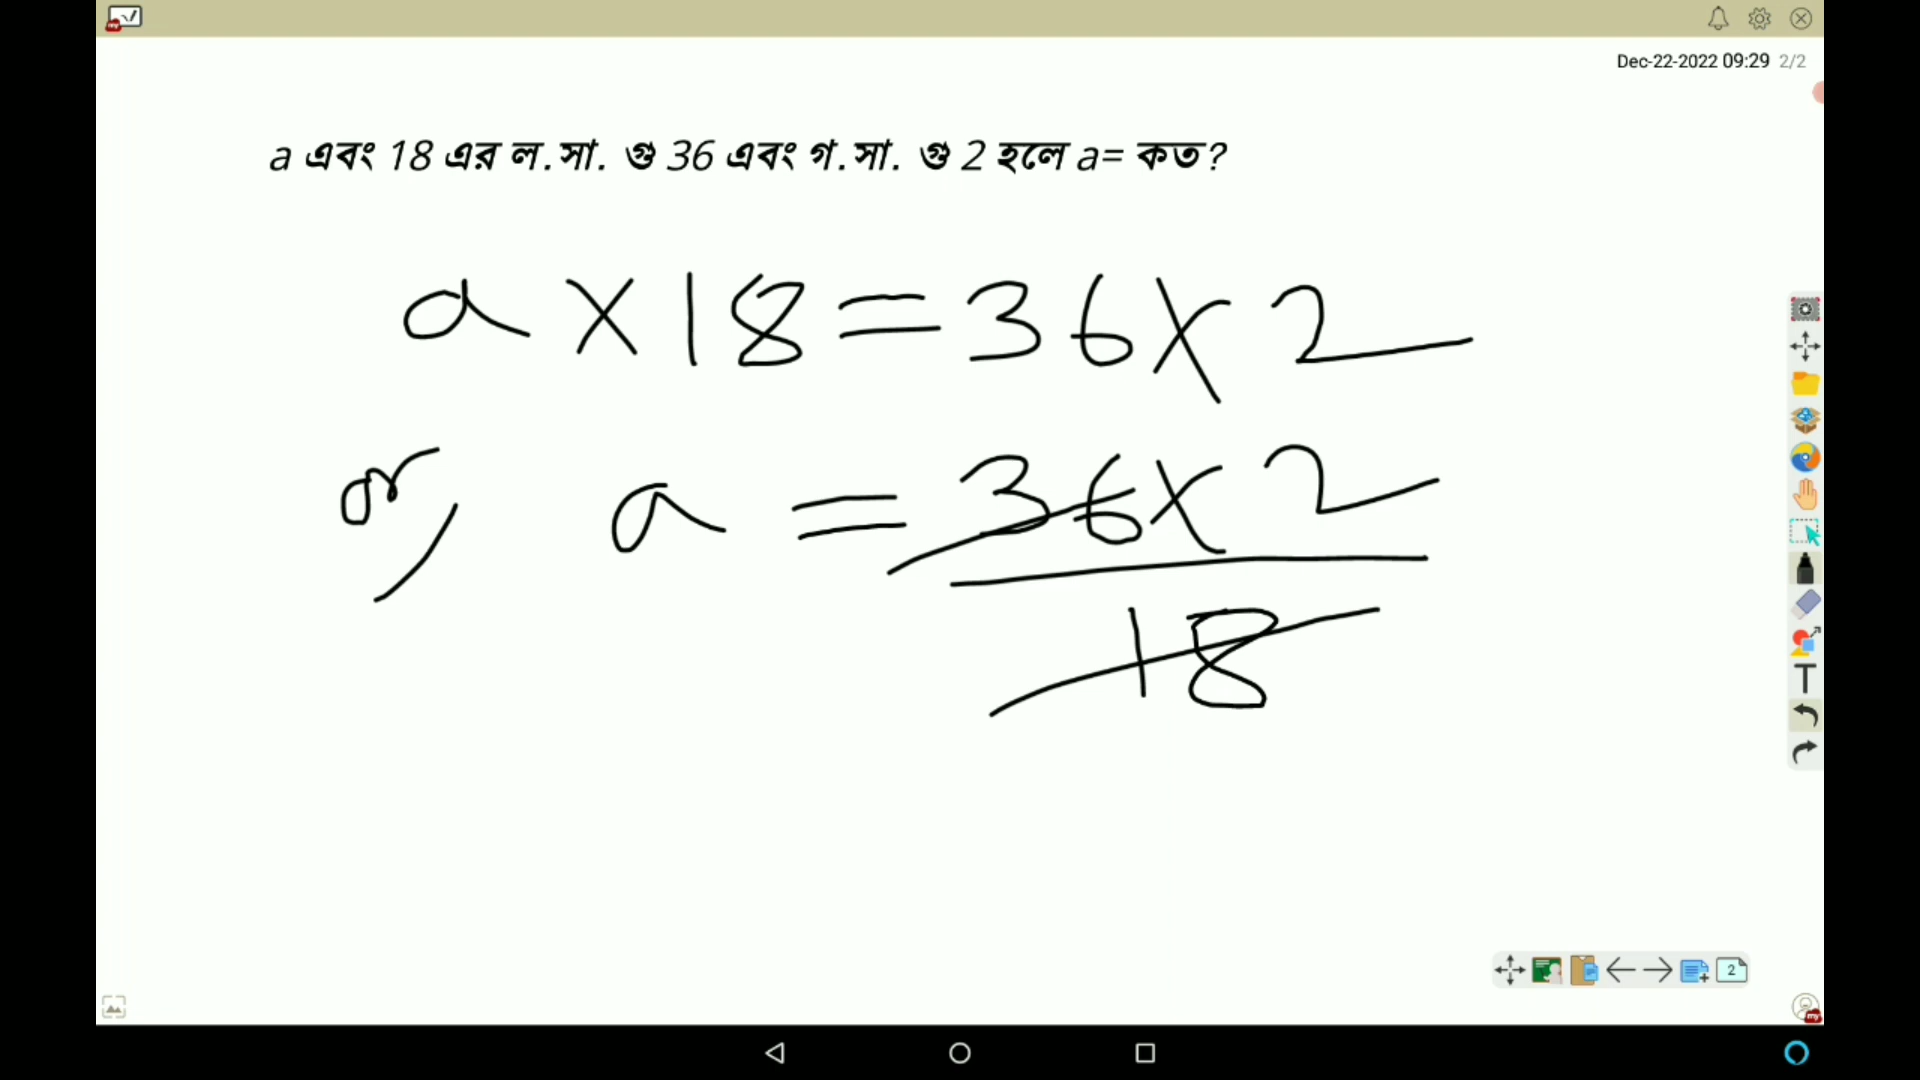 Dec-22-2022 09:29 2/2
a এবং 18 এর ল.সা. গু 36 এবং গ.সা. গু 2 হলে a= কত?
a × 18 = 36 × 2
or, a = 36 × 2
18
T
2